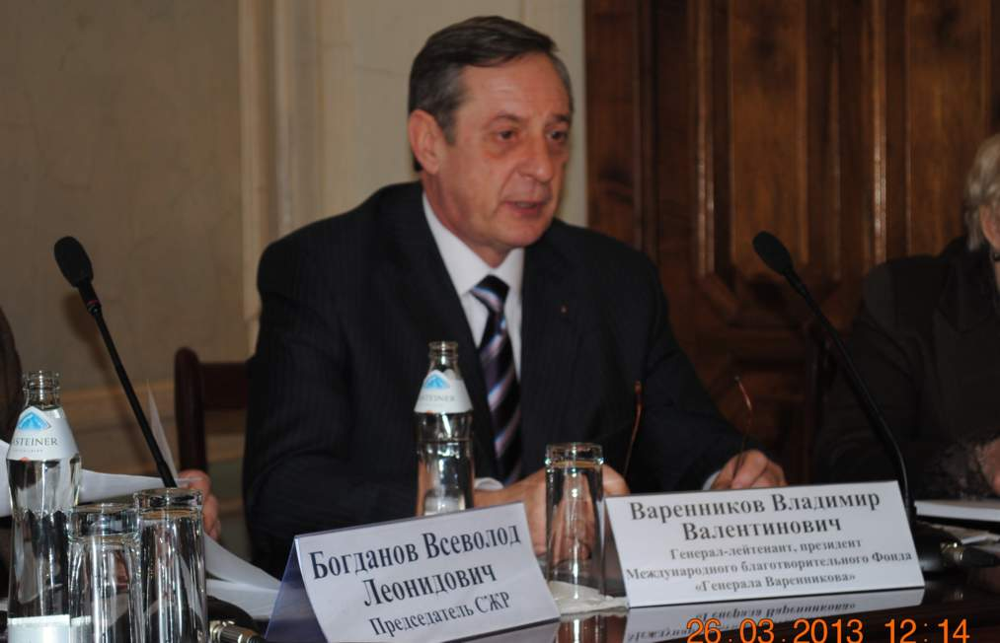 STEINER
STEINER
Богданов Всеволод
Леонидович
Председатель СЖР
Варенников Владимир
Валентинович
Генерал-лейтенант, президент
Международного благотворительного Фонда
«Генерала Варенникова»
26.03.2013 12:14